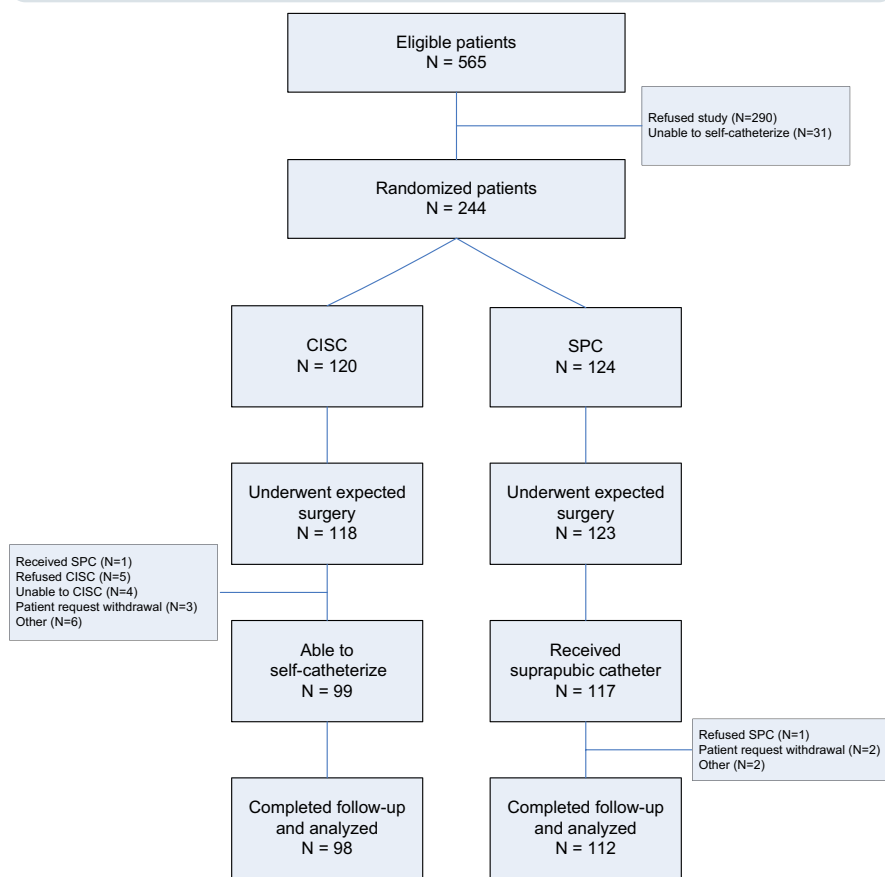 Eligible patients
N = 565
Refused study (N=290)
Unable to self-catheterize (N=31)
Randomized patients
N = 244
CISC
N = 120
SPC
N = 124
Underwent expected
surgery
N = 118
Underwent expected
surgery
N = 123
Received SPC (N=1)
Refused CISC (N=5)
Unable to CISC (N=4)
Patient request withdrawal (N=3)
Other (N=6)
Able to
self-catheterize
N = 99
Received
suprapubic catheter
N = 117
Refused SPC (N=1)
Patient request withdrawal (N=2)
Other (N=2)
Completed follow-up
and analyzed
N = 98
Completed follow-up
and analyzed
N = 112